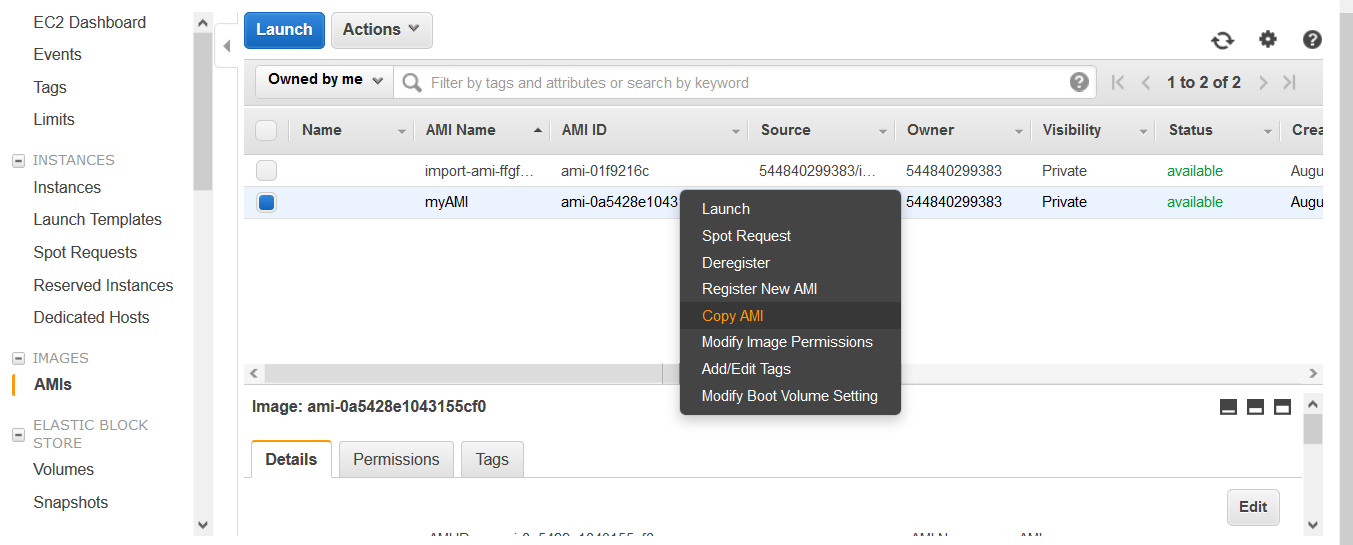 EC2 Dashboard
Events
Tags
Limits
INSTANCES
Instances
Launch Templates
Spot Requests
Reserved Instances
Dedicated Hosts
IMAGES
AMIs
ELASTIC BLOCK
STORE
Volumes
Snapshots
Launch Actions
Owned by me Filter by tags and attributes or search by keyword 1 to 2 of 2
Name AMI Name AMI ID Source Owner Visibility Status Crea
import-ami-ffgf... ami-01f9216c 544840299383/i... 544840299383 Private available Augu
myAMI ami-0a5428e1043 544840299383 Private available Augu
Launch
Spot Request
Deregister
Register New AMI
Copy AMI
Modify Image Permissions
Add/Edit Tags
Modify Boot Volume Setting
Image: ami-0a5428e1043155cf0
Details Permissions Tags
Edit